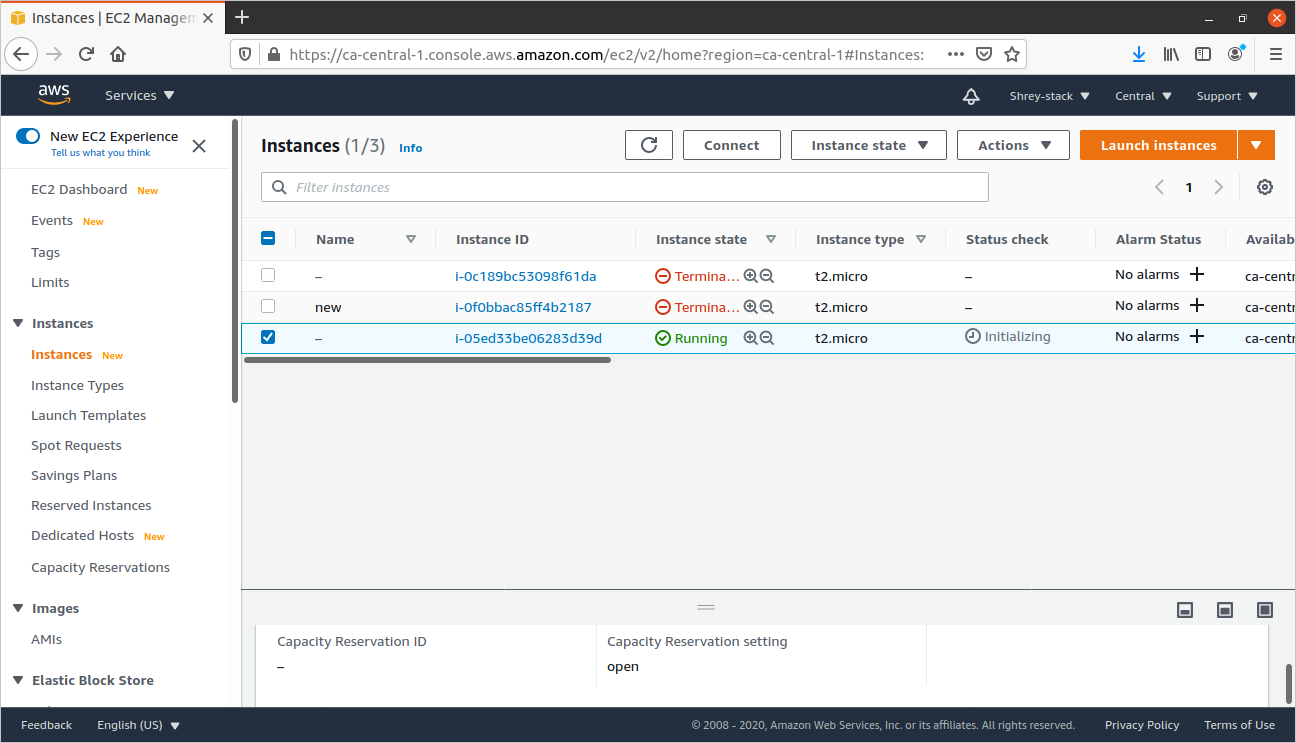 Instances | EC2 Managem
https://ca-central-1.console.aws.amazon.com/ec2/v2/home?region=ca-central-1#Instances:
aws Services Shrey-stack Central Support
New EC2 Experience
Tell us what you think
EC2 Dashboard New
Events New
Tags
Limits
Instances
Instances New
Instance Types
Launch Templates
Spot Requests
Savings Plans
Reserved Instances
Dedicated Hosts New
Capacity Reservations
Images
AMIs
Elastic Block Store
Instances (1/3) Info Connect Instance state Actions Launch instances
Filter instances 1
Name Instance ID Instance state Instance type Status check Alarm Status Availab
– i-0c189bc53098f61da Termina... t2.micro – No alarms + ca-centr
new i-0f0bbac85ff4b2187 Termina... t2.micro – No alarms + ca-centr
– i-05ed33be06283d39d Running t2.micro Initializing No alarms + ca-centr
Capacity Reservation ID Capacity Reservation setting
– open
Feedback English (US) © 2008 - 2020, Amazon Web Services, Inc. or its affiliates. All rights reserved. Privacy Policy Terms of Use